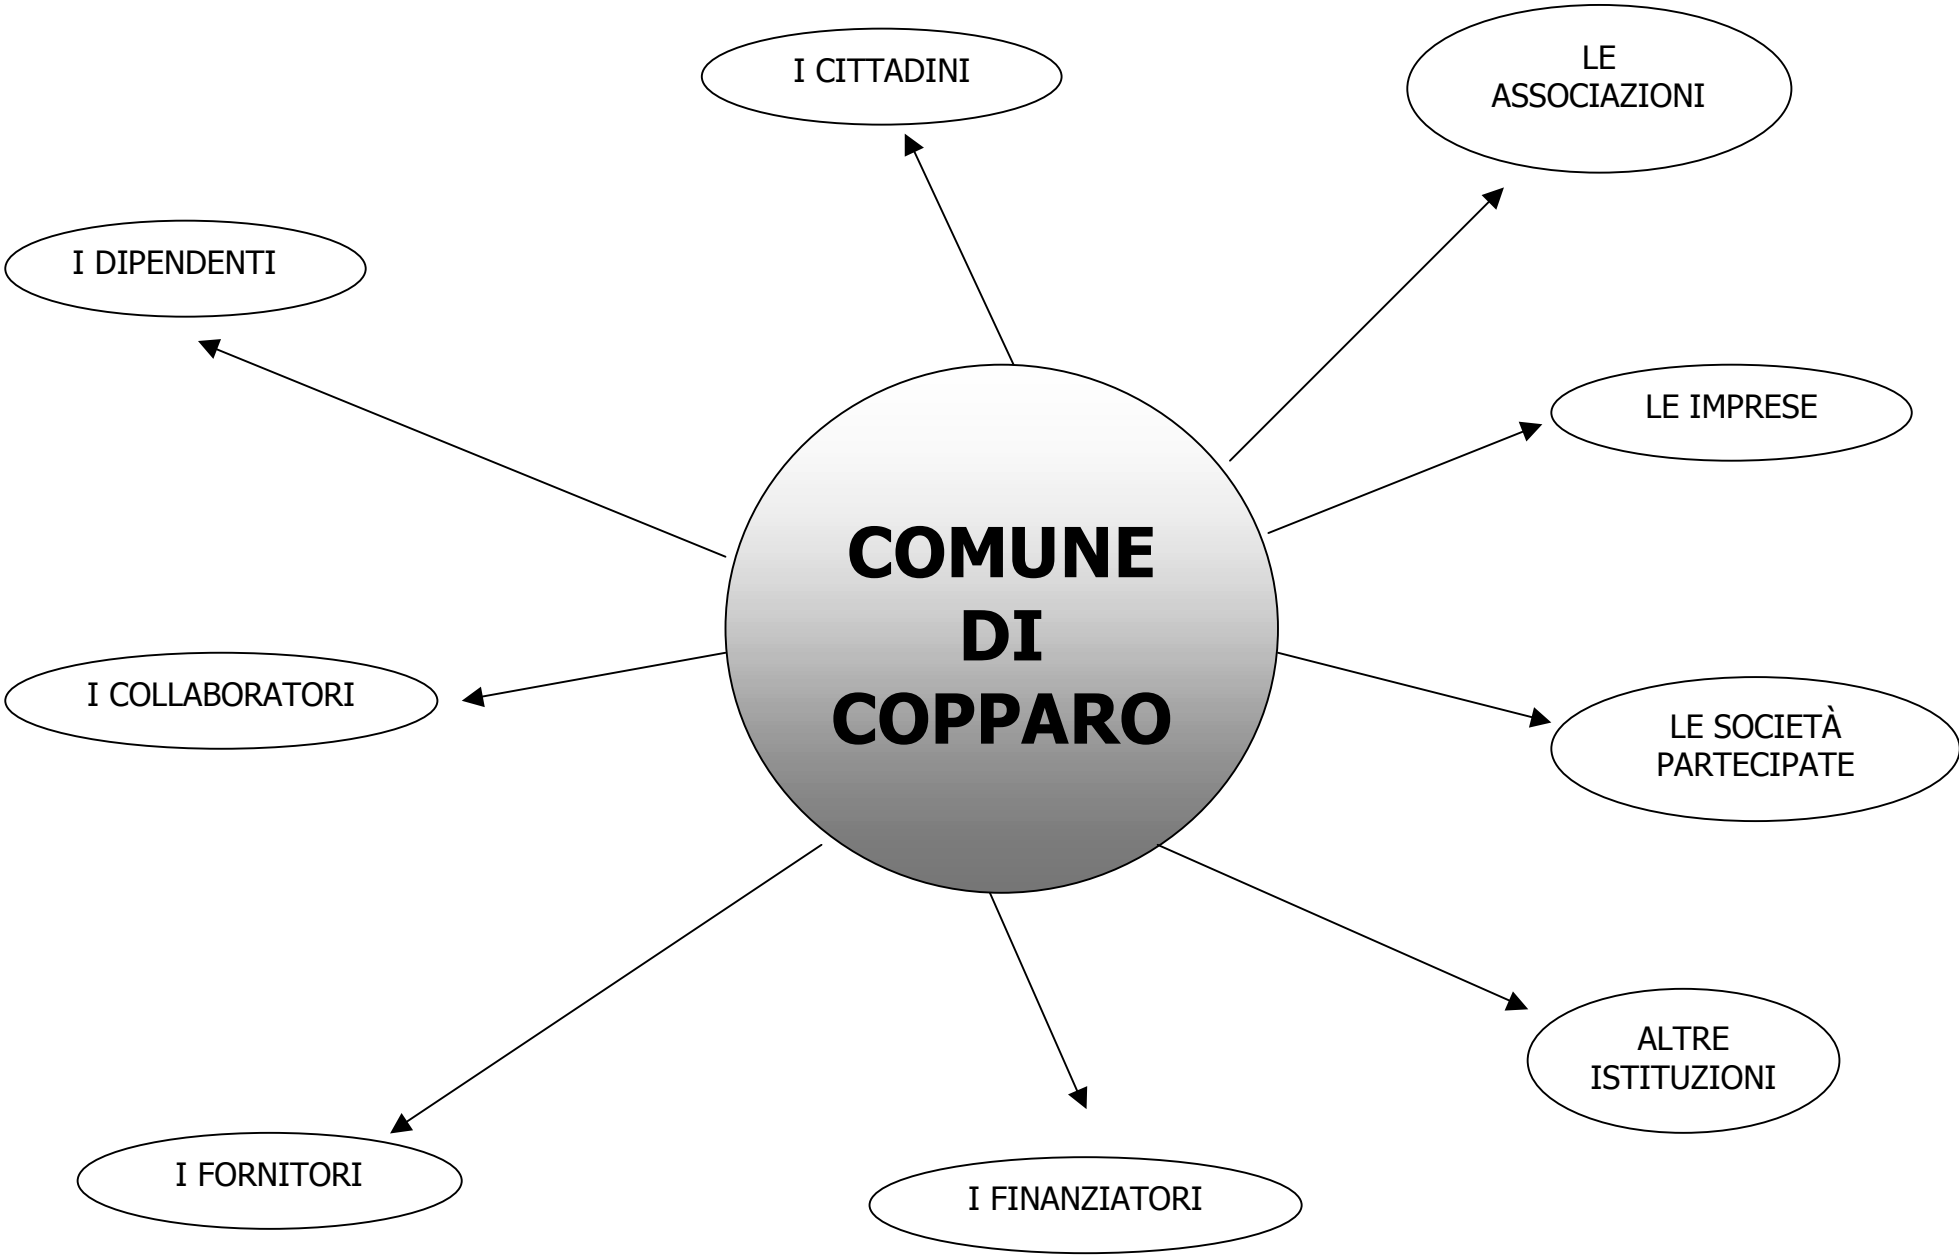 I CITTADINI
LE
ASSOCIAZIONI
I DIPENDENTI
LE IMPRESE
COMUNE
DI
COPPARO
I COLLABORATORI
LE SOCIETÀ
PARTECIPATE
ALTRE
ISTITUZIONI
I FORNITORI
I FINANZIATORI